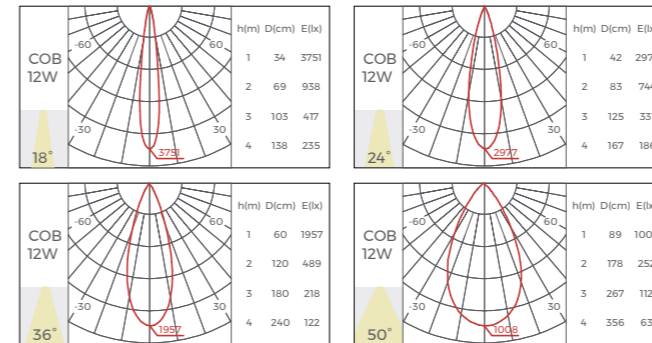 COB
12W
18°
-60
60
-30
30
3751
h(m) D(cm) E(lx)
1 34 3751
2 69 938
3 103 417
4 138 235
COB
12W
24°
-60
60
-30
30
2977
h(m) D(cm)
1 42
2 83
3 125
4 167
COB
12W
36°
-60
60
-30
30
1957
h(m) D(cm) E(lx)
1 60 1957
2 120 489
3 180 218
4 240 122
COB
12W
50°
-60
60
-30
30
1008
h(m) D(cm)
1 89
2 178
3 267 112
4 356 63